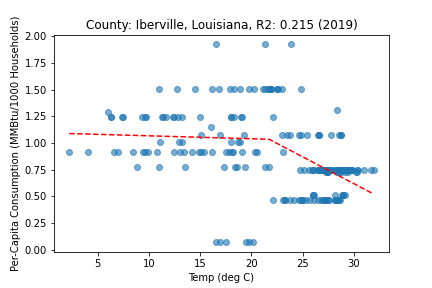 County: Iberville, Louisiana, R2: 0.215 (2019)
Per-Capita Consumption (MMBtu/1000 Households)
2.00
1.75
1.50
1.25
1.00
0.75
0.50
0.25
0.00
5 10 15 20 25 30
Temp (deg C)